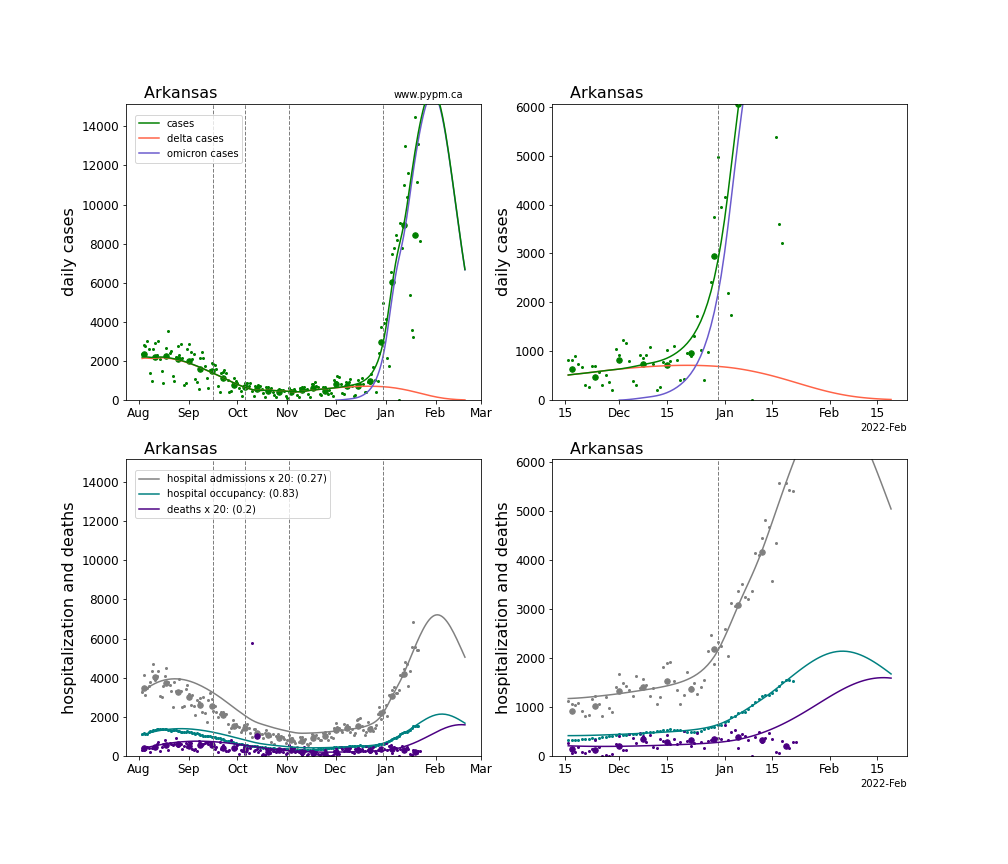 Arkansas
www.pypm.ca
14000
12000
10000
8000
6000
4000
2000
0
daily cases
cases
delta cases
omicron cases
Aug Sep Oct Nov Dec Jan Feb Mar
Arkansas
6000
5000
4000
3000
2000
1000
0
daily cases
15 Dec 15 Jan 15 Feb 15
2022-Feb
Arkansas
14000
12000
10000
8000
6000
4000
2000
0
hospitalization and deaths
hospital admissions x 20: (0.27)
hospital occupancy: (0.83)
deaths x 20: (0.2)
Aug Sep Oct Nov Dec Jan Feb Mar
Arkansas
6000
5000
4000
3000
2000
1000
0
hospitalization and deaths
15 Dec 15 Jan 15 Feb 15
2022-Feb